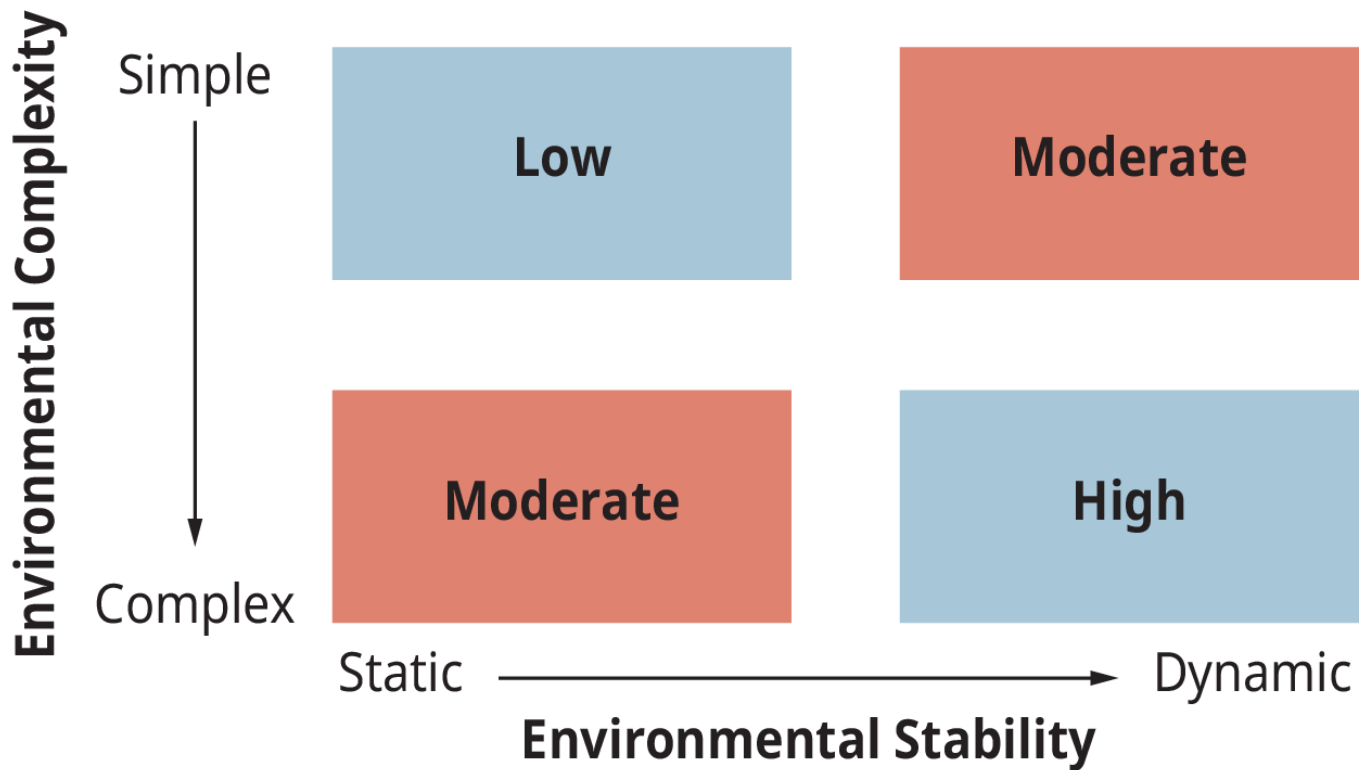 Environmental Complexity
Simple
Low
Moderate
Complex
Moderate
High
Static
Dynamic
Environmental Stability